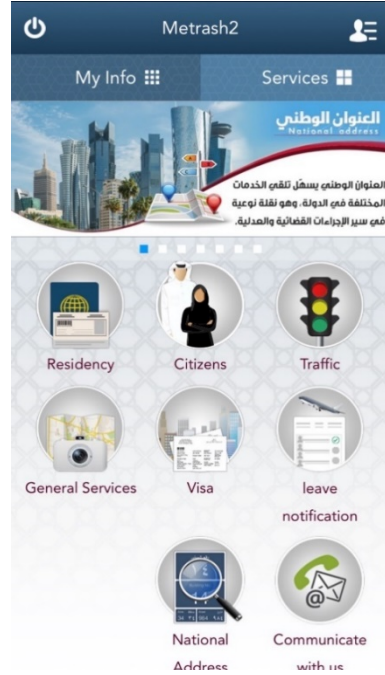 Metrash2
My Info
Services
العنوان الوطني
National address
العنوان الوطني يسهّل تلقي الخدمات
المختلفة في الدولة، وهو نقلة نوعية
في سير الإجراءات القضائية والعدلية.
Residency
Citizens
Traffic
General Services
Visa
leave
notification
National
Address
Communicate
with us